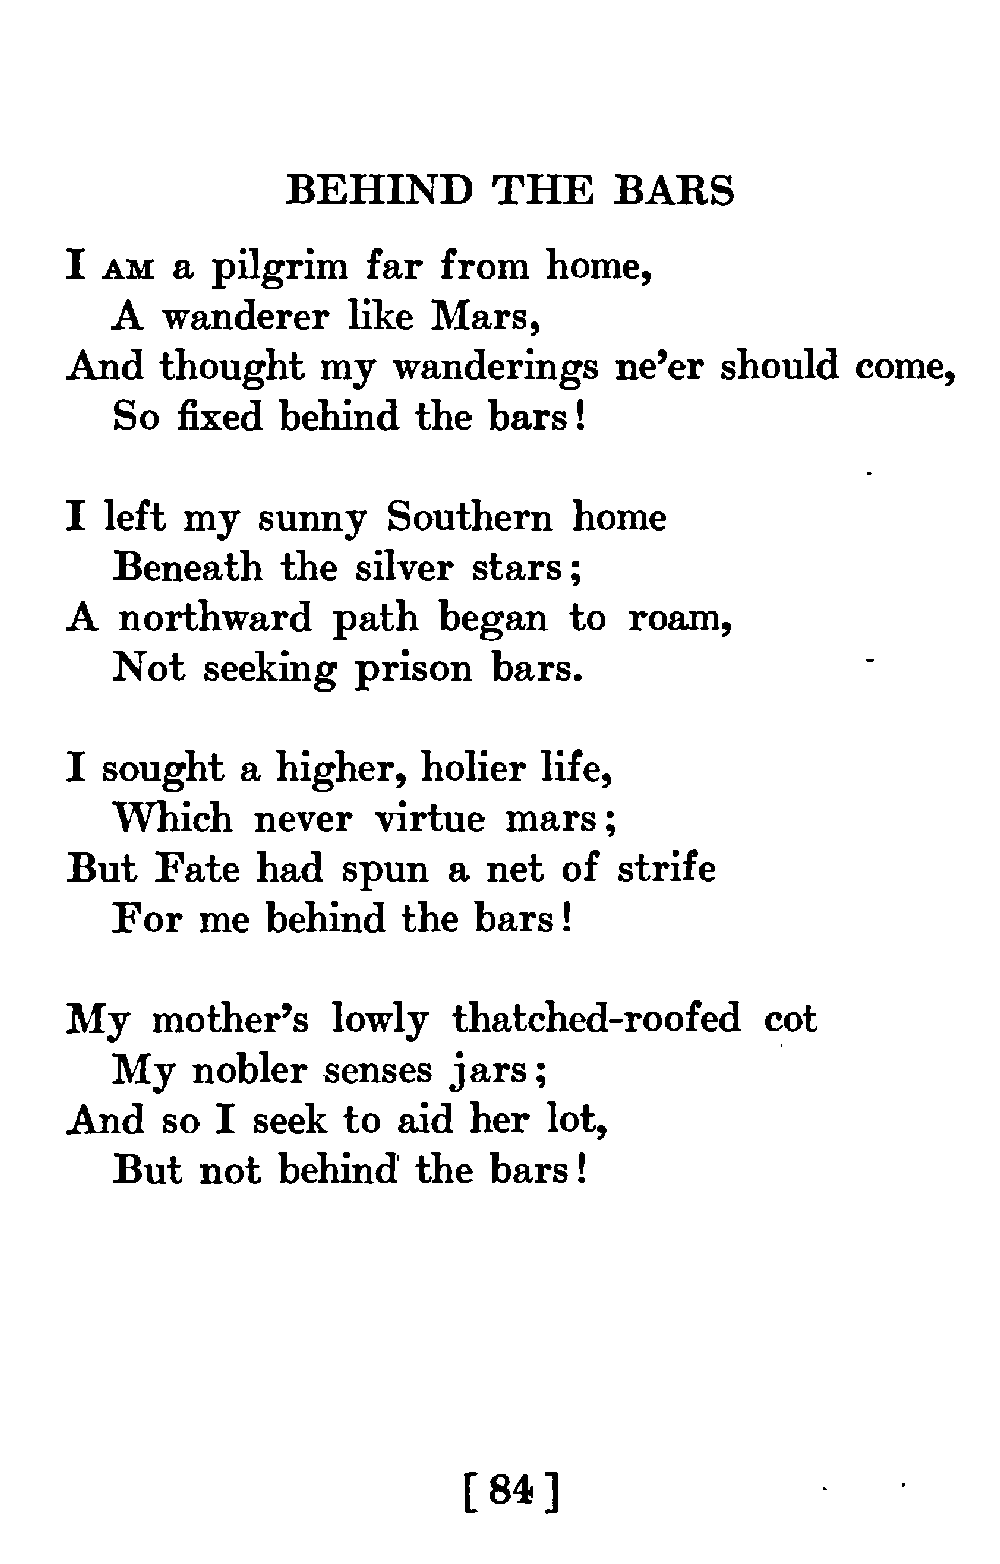 BEHIND THE BARS
I AM a pilgrim far from home,
A wanderer like Mars,
And thought my wanderings ne’er should come,
So fixed behind the bars!
I left my sunny Southern home
Beneath the silver stars;
A northward path began to roam,
Not seeking prison bars.
I sought a higher, holier life,
Which never virtue mars;
But Fate had spun a net of strife
For me behind the bars!
My mother’s lowly thatched-roofed cot
My nobler senses jars;
And so I seek to aid her lot,
But not behind the bars!
[ 84 ]